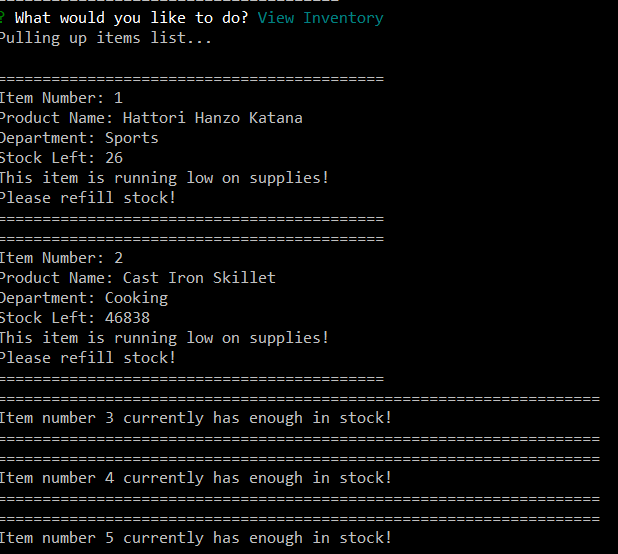 ? What would you like to do? View Inventory
Pulling up items list...
===========================================
Item Number: 1
Product Name: Hattori Hanzo Katana
Department: Sports
Stock Left: 26
This item is running low on supplies!
Please refill stock!
===========================================
===========================================
Item Number: 2
Product Name: Cast Iron Skillet
Department: Cooking
Stock Left: 46838
This item is running low on supplies!
Please refill stock!
===========================================
===================================================================
Item number 3 currently has enough in stock!
===================================================================
===================================================================
Item number 4 currently has enough in stock!
===================================================================
===================================================================
Item number 5 currently has enough in stock!